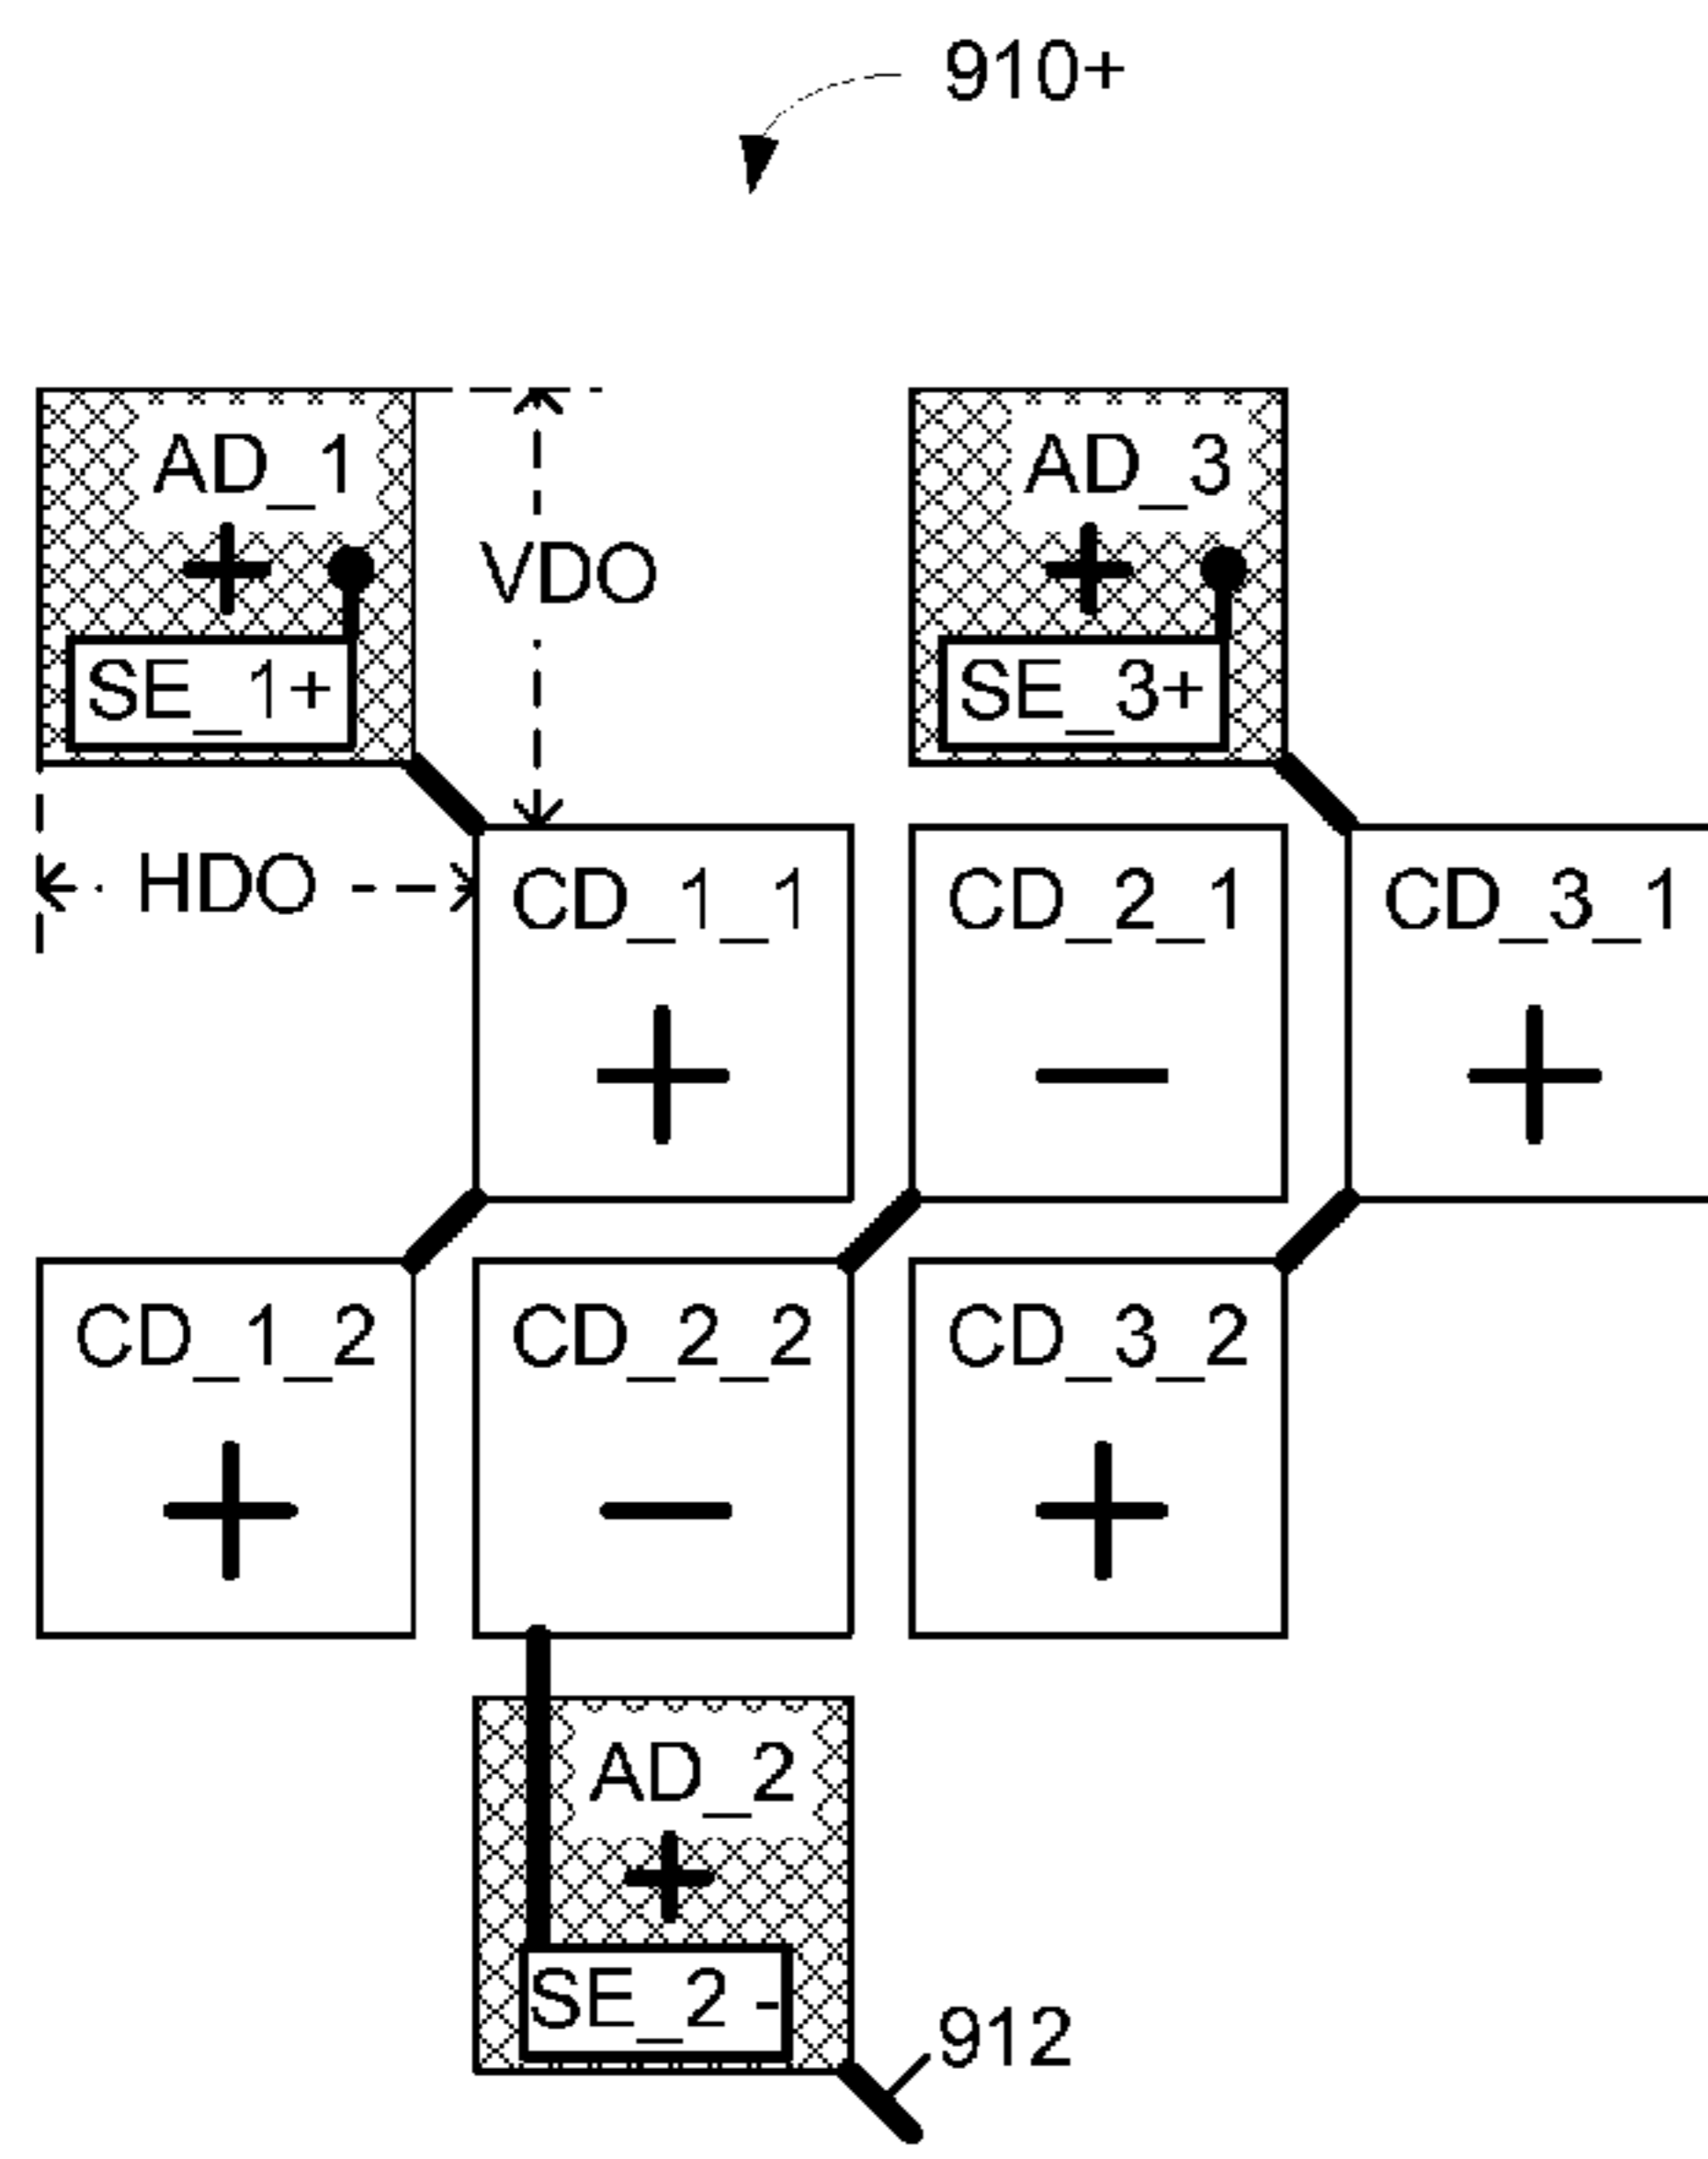 910+
AD_1 AD_3
+ +
VDO
SE_1+ SE_3+
HDO
CD_1_1 CD_2_1 CD_3_1
+ − +
CD_1_2 CD_2_2 CD_3_2
+ − +
AD_2
+
SE_2 -
912